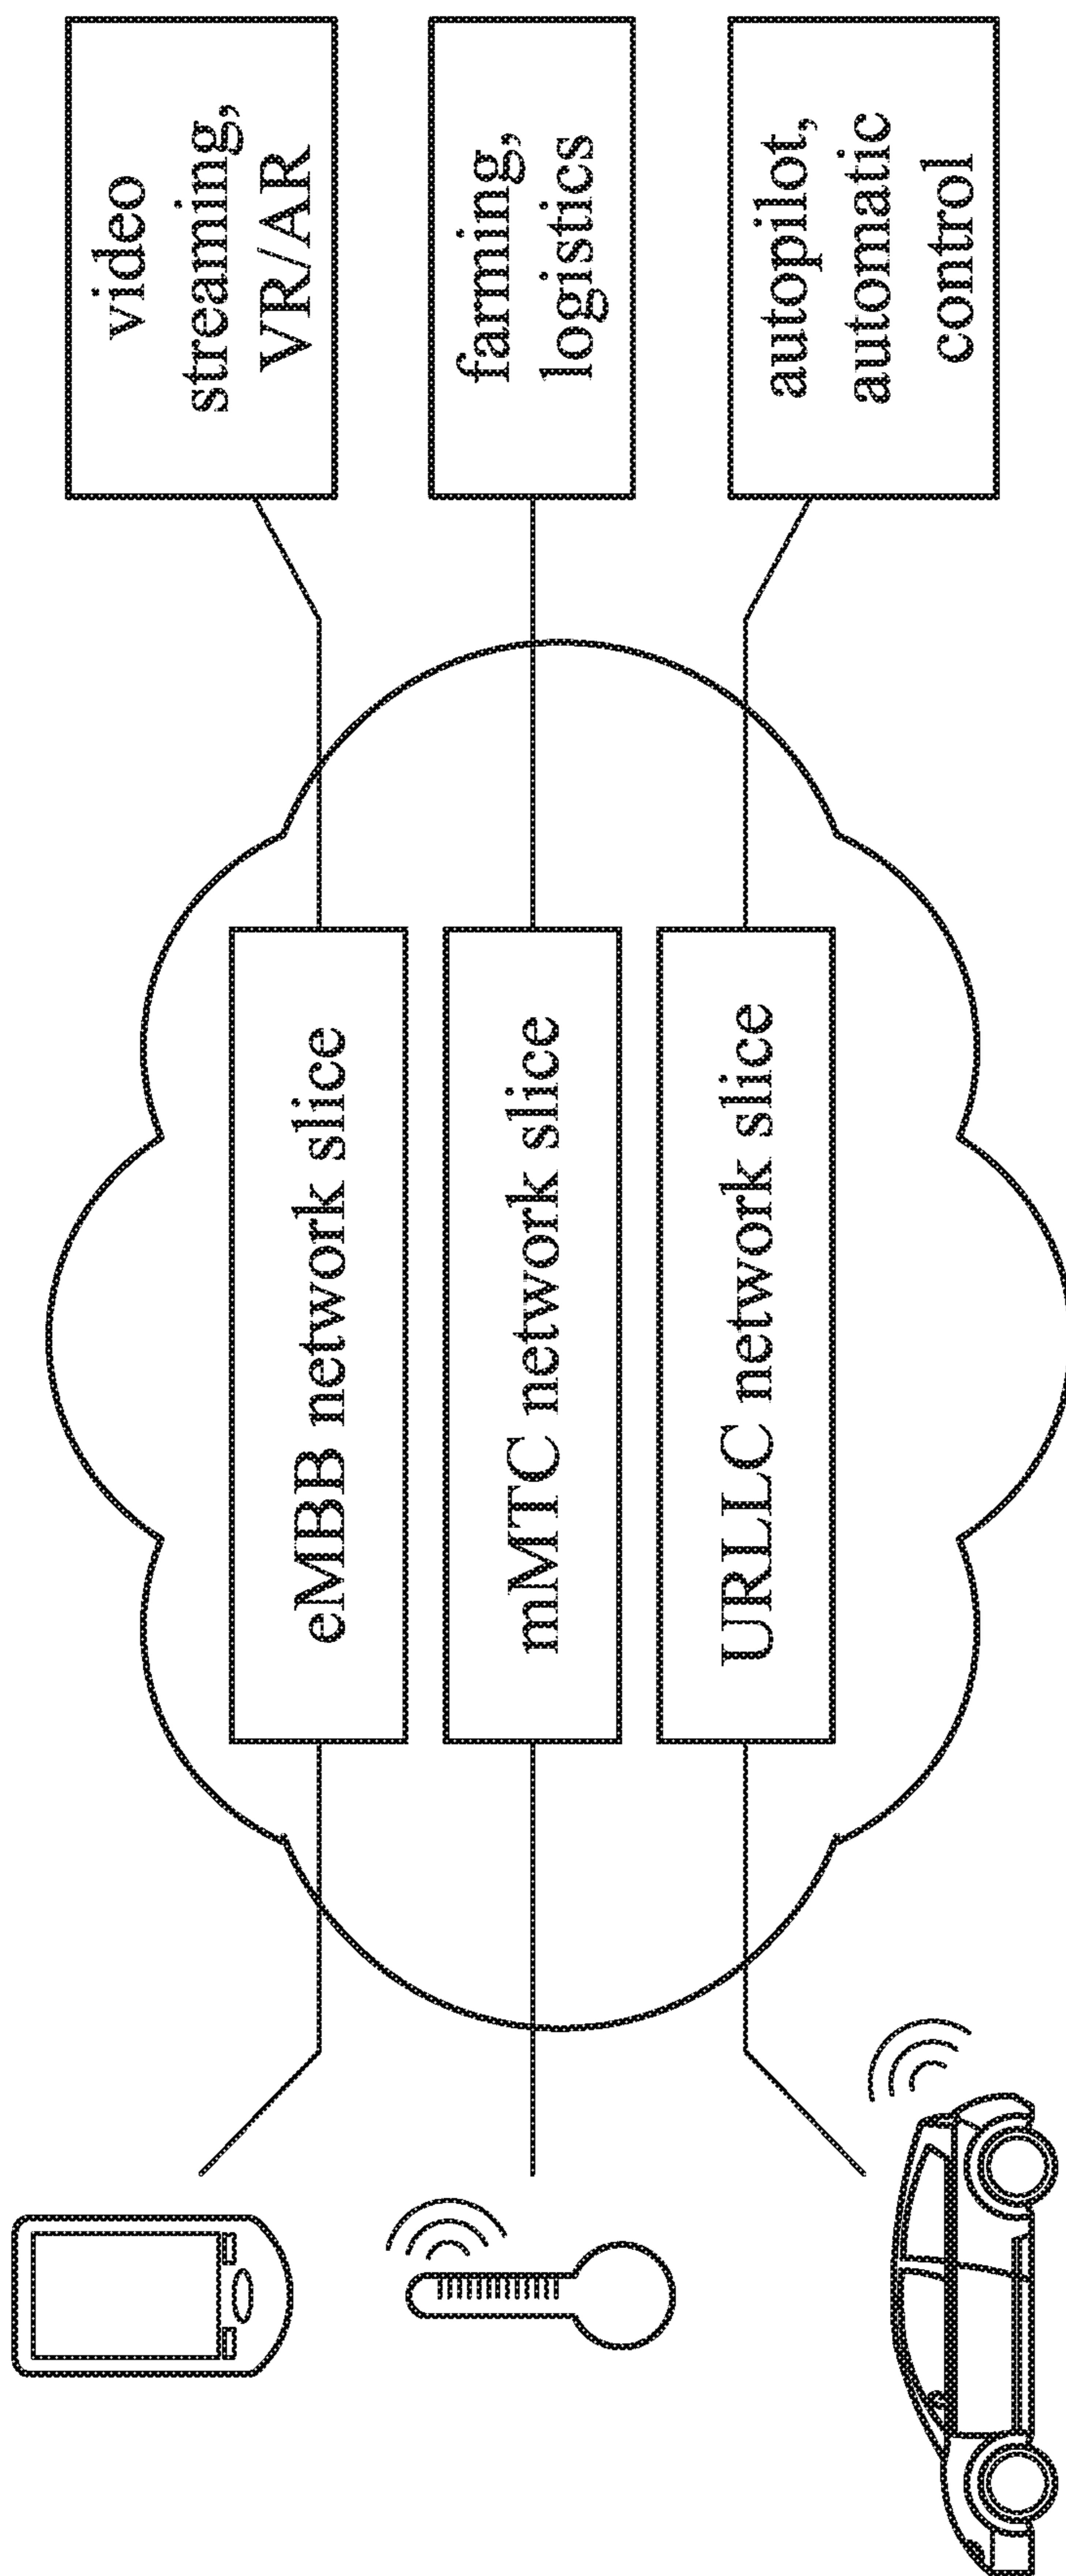 video
streaming,
VR/AR
farming,
logistics
autopilot,
automatic
control
eMBB network slice
mMTC network slice
URLLC network slice